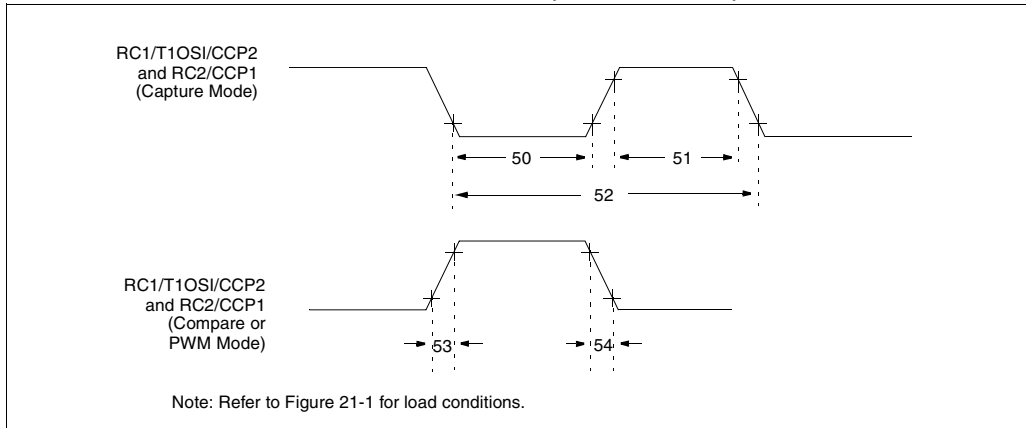 RC1/T1OSI/CCP2
and RC2/CCP1
(Capture Mode)
50
51
52
RC1/T1OSI/CCP2
and RC2/CCP1
(Compare or
PWM Mode)
53
54
Note: Refer to Figure 21-1 for load conditions.